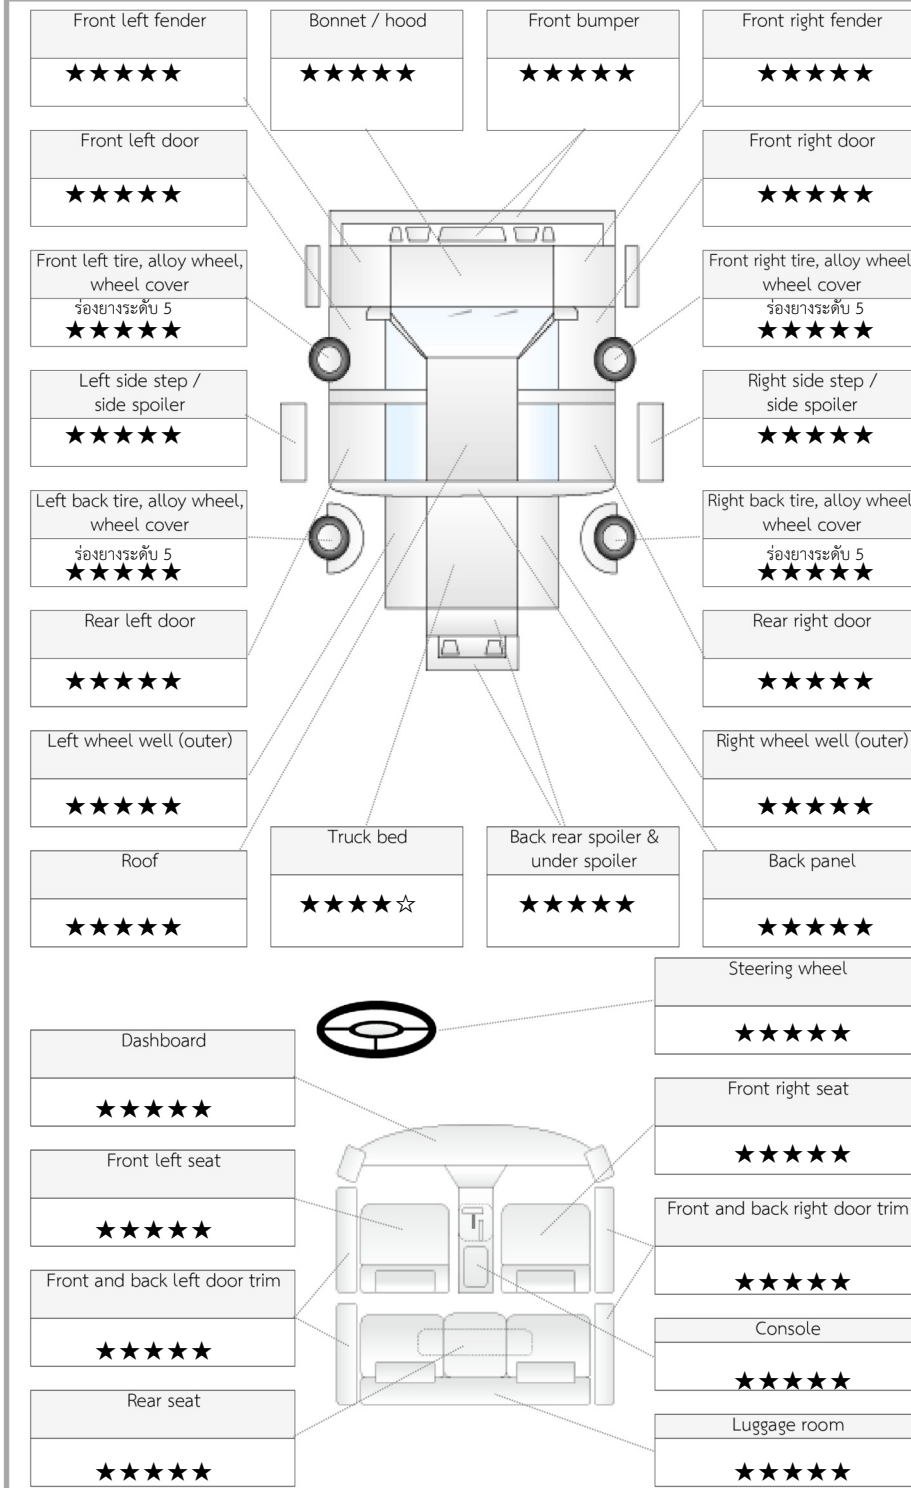 Front left fender
★★★★★
Bonnet / hood
★★★★★
Front bumper
★★★★★
Front right fender
★★★★★
Front left door
★★★★★
Front right door
★★★★★
Front left tire, alloy wheel,
wheel cover
ร่องยางระดับ 5
★★★★★
Front right tire, alloy wheel
wheel cover
ร่องยางระดับ 5
★★★★★
Left side step /
side spoiler
★★★★★
Right side step /
side spoiler
★★★★★
Left back tire, alloy wheel,
wheel cover
ร่องยางระดับ 5
★★★★★
Right back tire, alloy wheel
wheel cover
ร่องยางระดับ 5
★★★★★
Rear left door
★★★★★
Rear right door
★★★★★
Left wheel well (outer)
★★★★★
Right wheel well (outer)
★★★★★
Roof
★★★★★
Truck bed
★★★★☆
Back rear spoiler &
under spoiler
★★★★★
Back panel
★★★★★
Steering wheel
★★★★★
Dashboard
★★★★★
Front right seat
★★★★★
Front left seat
★★★★★
Front and back right door trim
★★★★★
Front and back left door trim
★★★★★
Console
★★★★★
Rear seat
★★★★★
Luggage room
★★★★★